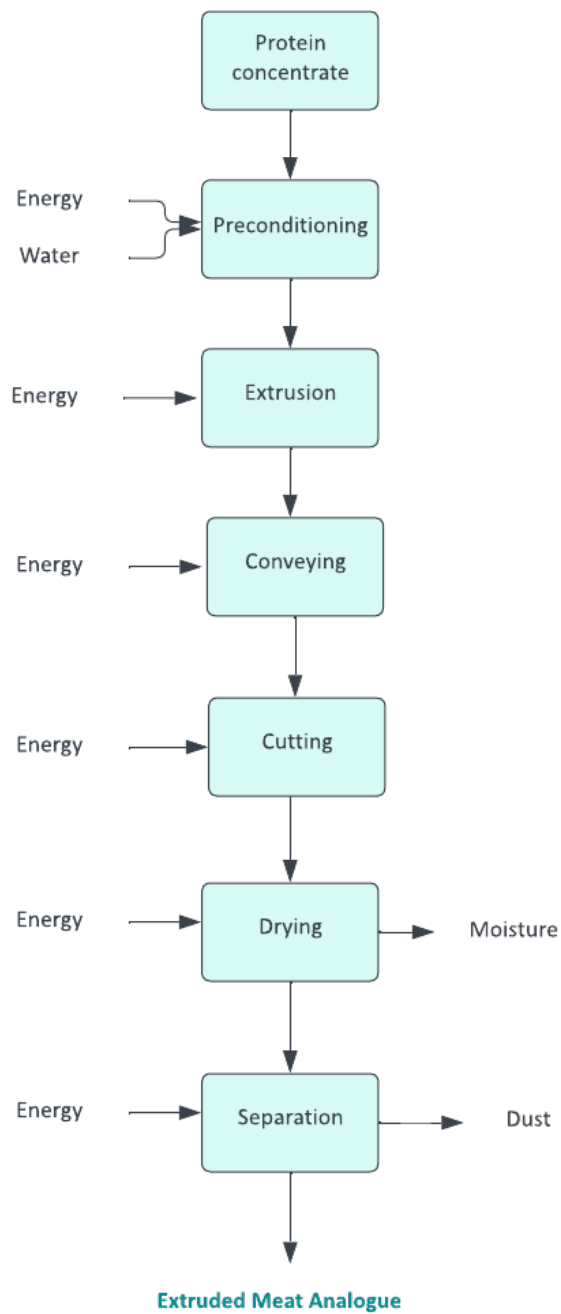 Protein
concentrate
Energy
Water
Preconditioning
Energy
Extrusion
Energy
Conveying
Energy
Cutting
Energy
Drying
Moisture
Energy
Separation
Dust
Extruded Meat Analogue